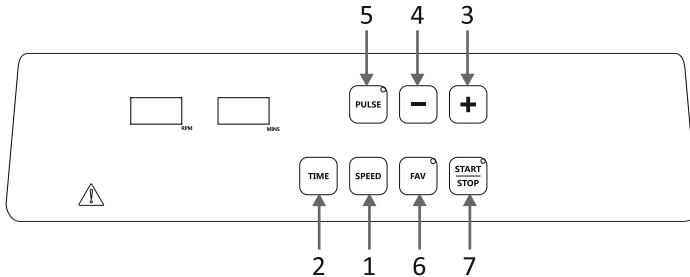 5 4 3
PULSE − +
RPM MINS
TIME SPEED FAV START
STOP
2 1 6 7